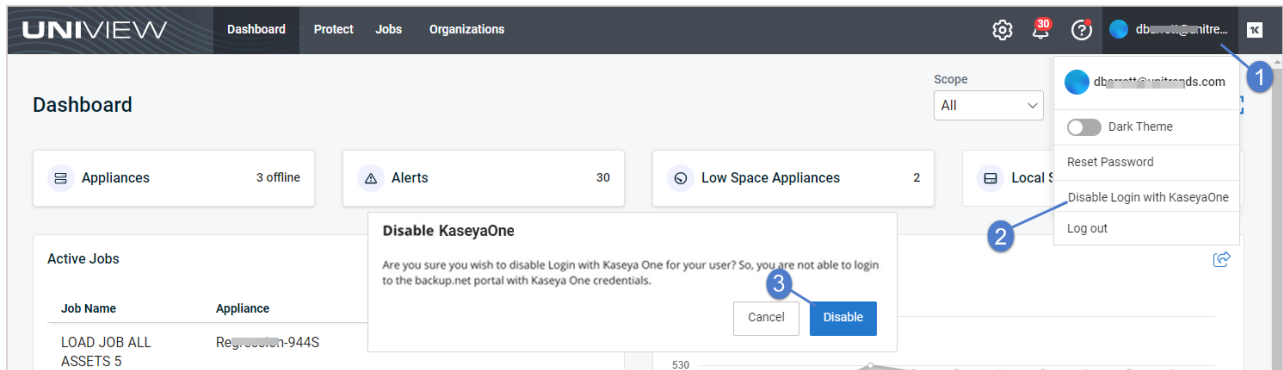 UNIVIEW Dashboard Protect Jobs Organizations 30
1
Scope
Dashboard
All
Dark Theme
Reset Password
Appliances 3 offline Alerts 30 Low Space Appliances 2 Local S
Disable Login with KaseyaOne
2
Log out
Disable KaseyaOne
Active Jobs
Are you sure you wish to disable Login with Kaseya One for your user? So, you are not able to login
to the backup.net portal with Kaseya One credentials.
3
Job Name Appliance
Cancel Disable
LOAD JOB ALL
ASSETS 5
530